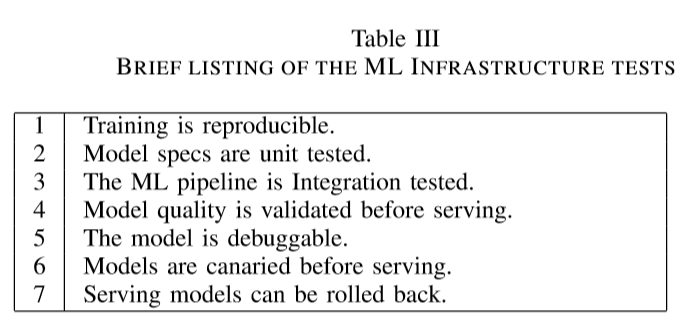 Table III
BRIEF LISTING OF THE ML INFRASTRUCTURE TESTS
1 Training is reproducible.
2 Model specs are unit tested.
3 The ML pipeline is Integration tested.
4 Model quality is validated before serving.
5 The model is debuggable.
6 Models are canaried before serving.
7 Serving models can be rolled back.